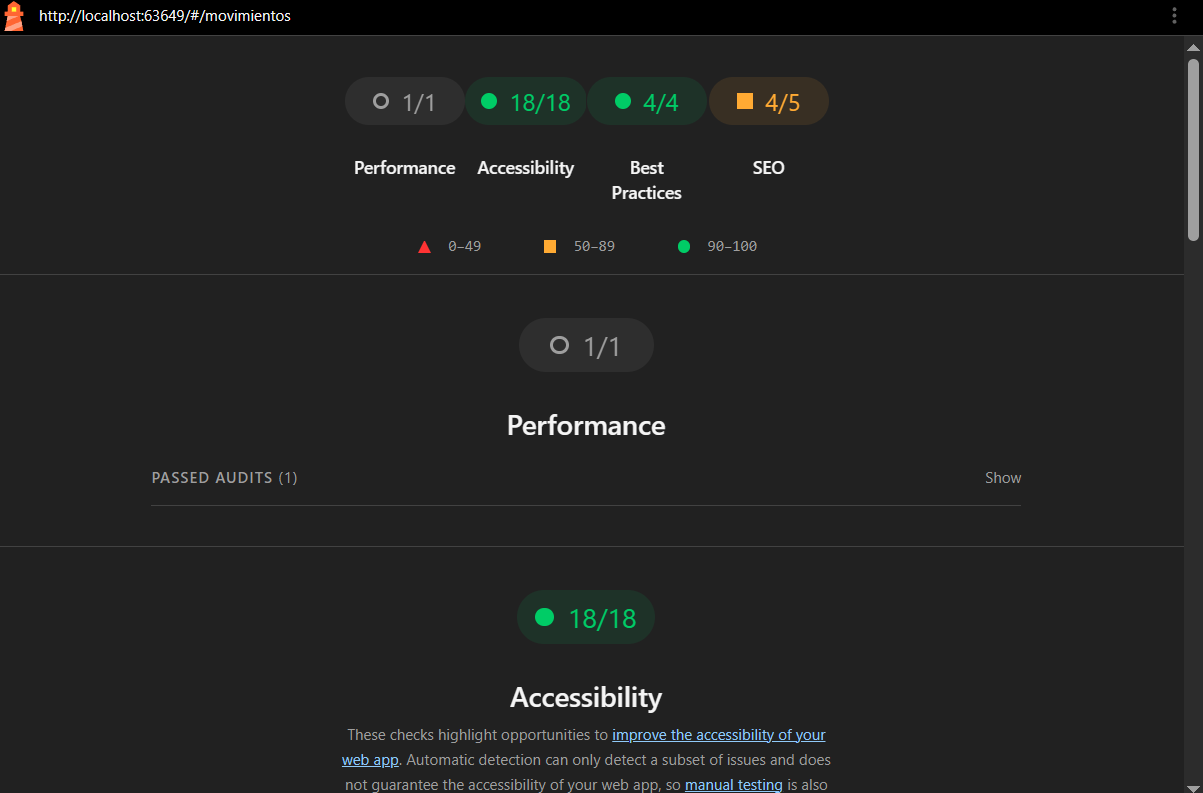 http://localhost:63649/#/movimientos
1/1 18/18 4/4 4/5
Performance Accessibility Best Practices SEO
0–49 50–89 90–100
1/1
Performance
PASSED AUDITS (1) Show
18/18
Accessibility
These checks highlight opportunities to improve the accessibility of your
web app. Automatic detection can only detect a subset of issues and does
not guarantee the accessibility of your web app, so manual testing is also